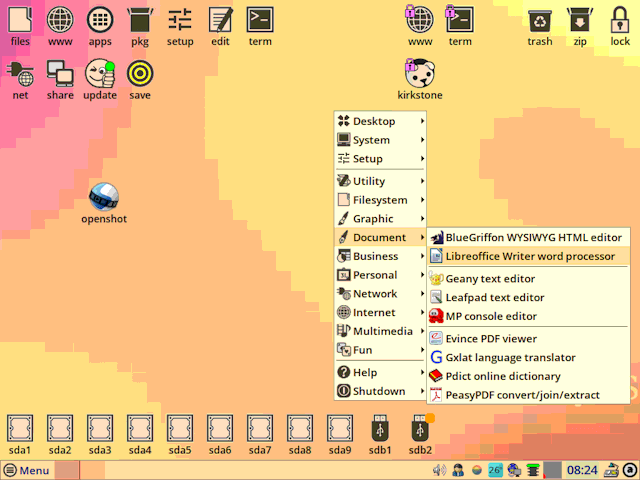 files www apps pkg setup edit term www term trash zip lock
net share update save kirkstone
openshot
Desktop
System
Setup
Utility
Filesystem
Graphic
Document
Business
Personal
Network
Internet
Multimedia
Fun
Help
Shutdown
BlueGriffon WYSIWYG HTML editor
Libreoffice Writer word processor
Geany text editor
Leafpad text editor
MP console editor
Evince PDF viewer
Gxlat language translator
Pdict online dictionary
PeasyPDF convert/join/extract
sda1 sda2 sda3 sda4 sda5 sda6 sda7 sda8 sda9 sdb1 sdb2
Menu 26° 08:24